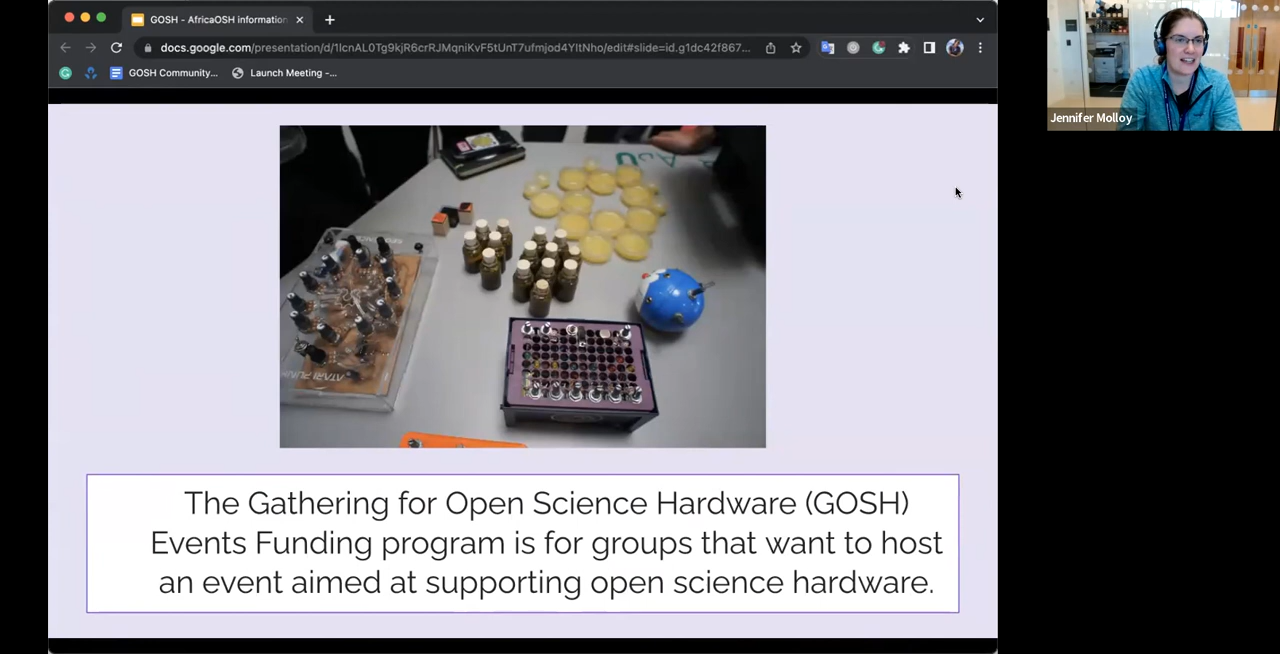 GOSH - AfricaOSH information
docs.google.com/presentation/d/1lcnAL0Tg9kjR6crRJMqniKvF5tUnT7ufmjod4YltNho/edit#slide=id.g1dc42f867...
GOSH Community...
Launch Meeting -...
Jennifer Molloy
ATARI PUNK
The Gathering for Open Science Hardware (GOSH)
Events Funding program is for groups that want to host
an event aimed at supporting open science hardware.